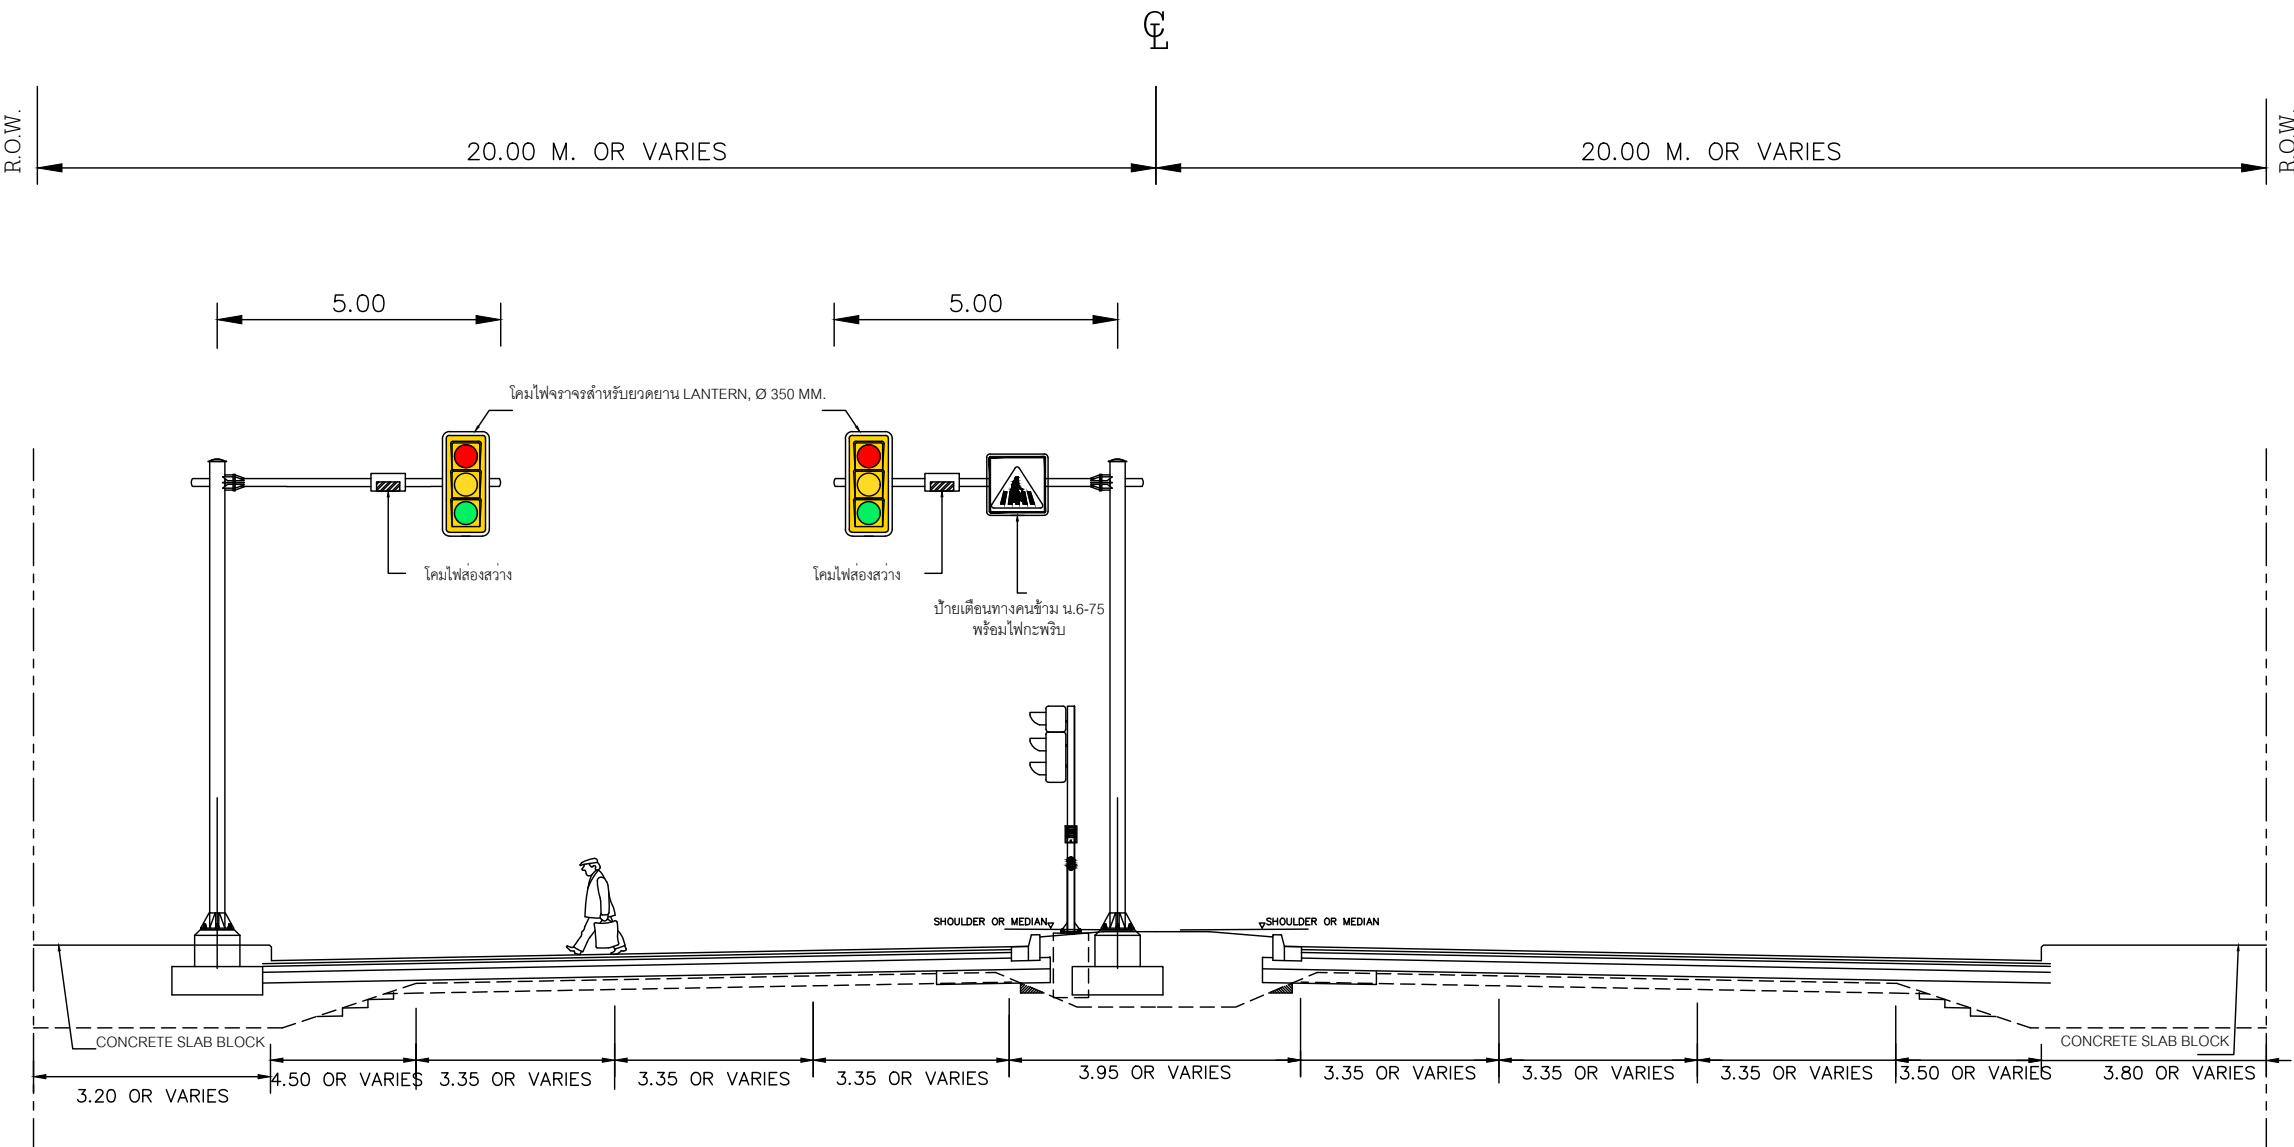 ℄
R.O.W.
20.00 M. OR VARIES
20.00 M. OR VARIES
R.O.W.
5.00
5.00
โคมไฟจราจรสำหรับยวดยาน LANTERN, Ø 350 MM.
โคมไฟส่องสว่าง
โคมไฟส่องสว่าง
ป้ายเตือนทางคนข้าม น.6-75
พร้อมไฟกะพริบ
SHOULDER OR MEDIAN
SHOULDER OR MEDIAN
CONCRETE SLAB BLOCK
CONCRETE SLAB BLOCK
3.20 OR VARIES
4.50 OR VARIES
3.35 OR VARIES
3.35 OR VARIES
3.35 OR VARIES
3.95 OR VARIES
3.35 OR VARIES
3.35 OR VARIES
3.35 OR VARIES
3.50 OR VARIES
3.80 OR VARIES